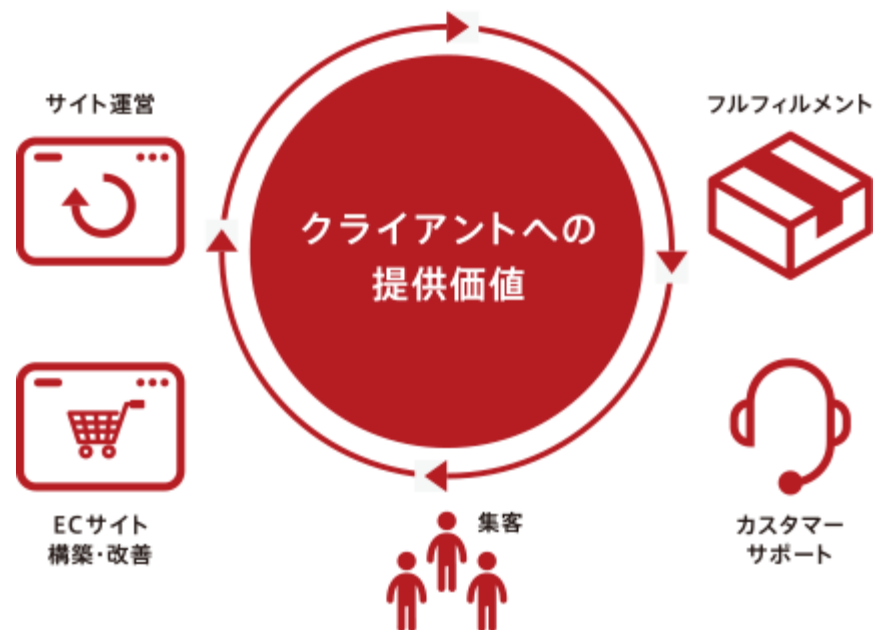 サイト運営
フルフィルメント
クライアントへの
提供価値
ECサイト
構築・改善
集客
カスタマー
サポート